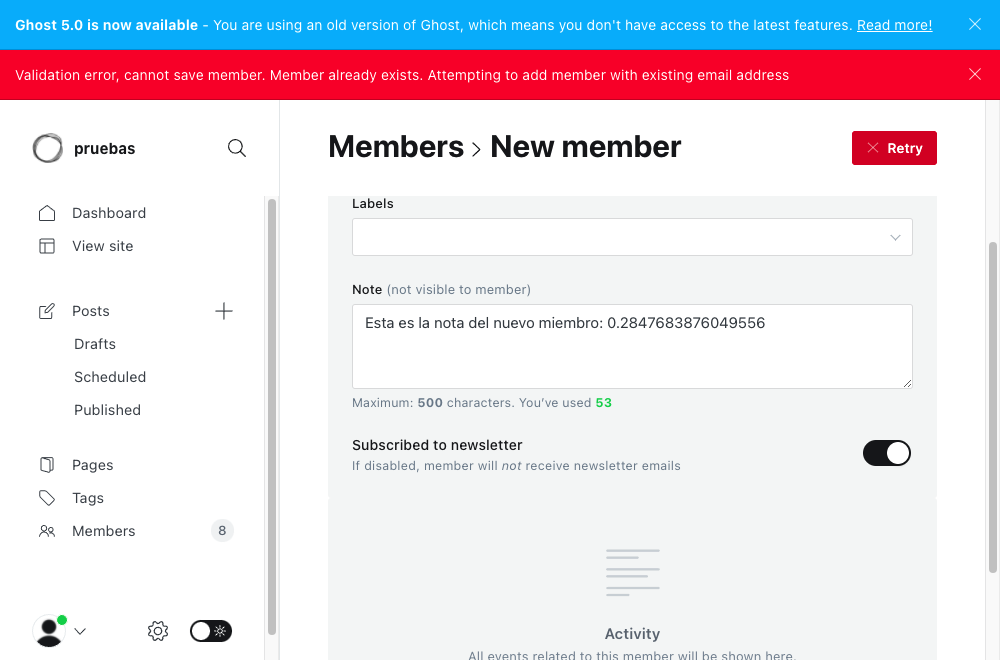 Ghost 5.0 is now available - You are using an old version of Ghost, which means you don't have access to the latest features. Read more!
Validation error, cannot save member. Member already exists. Attempting to add member with existing email address
pruebas
Dashboard
View site
Posts
Drafts
Scheduled
Published
Pages
Tags
Members 8
Members › New member
Retry
Labels
Note (not visible to member)
Esta es la nota del nuevo miembro: 0.2847683876049556
Maximum: 500 characters. You've used 53
Subscribed to newsletter
If disabled, member will not receive newsletter emails
Activity
All events related to this member will be shown here.